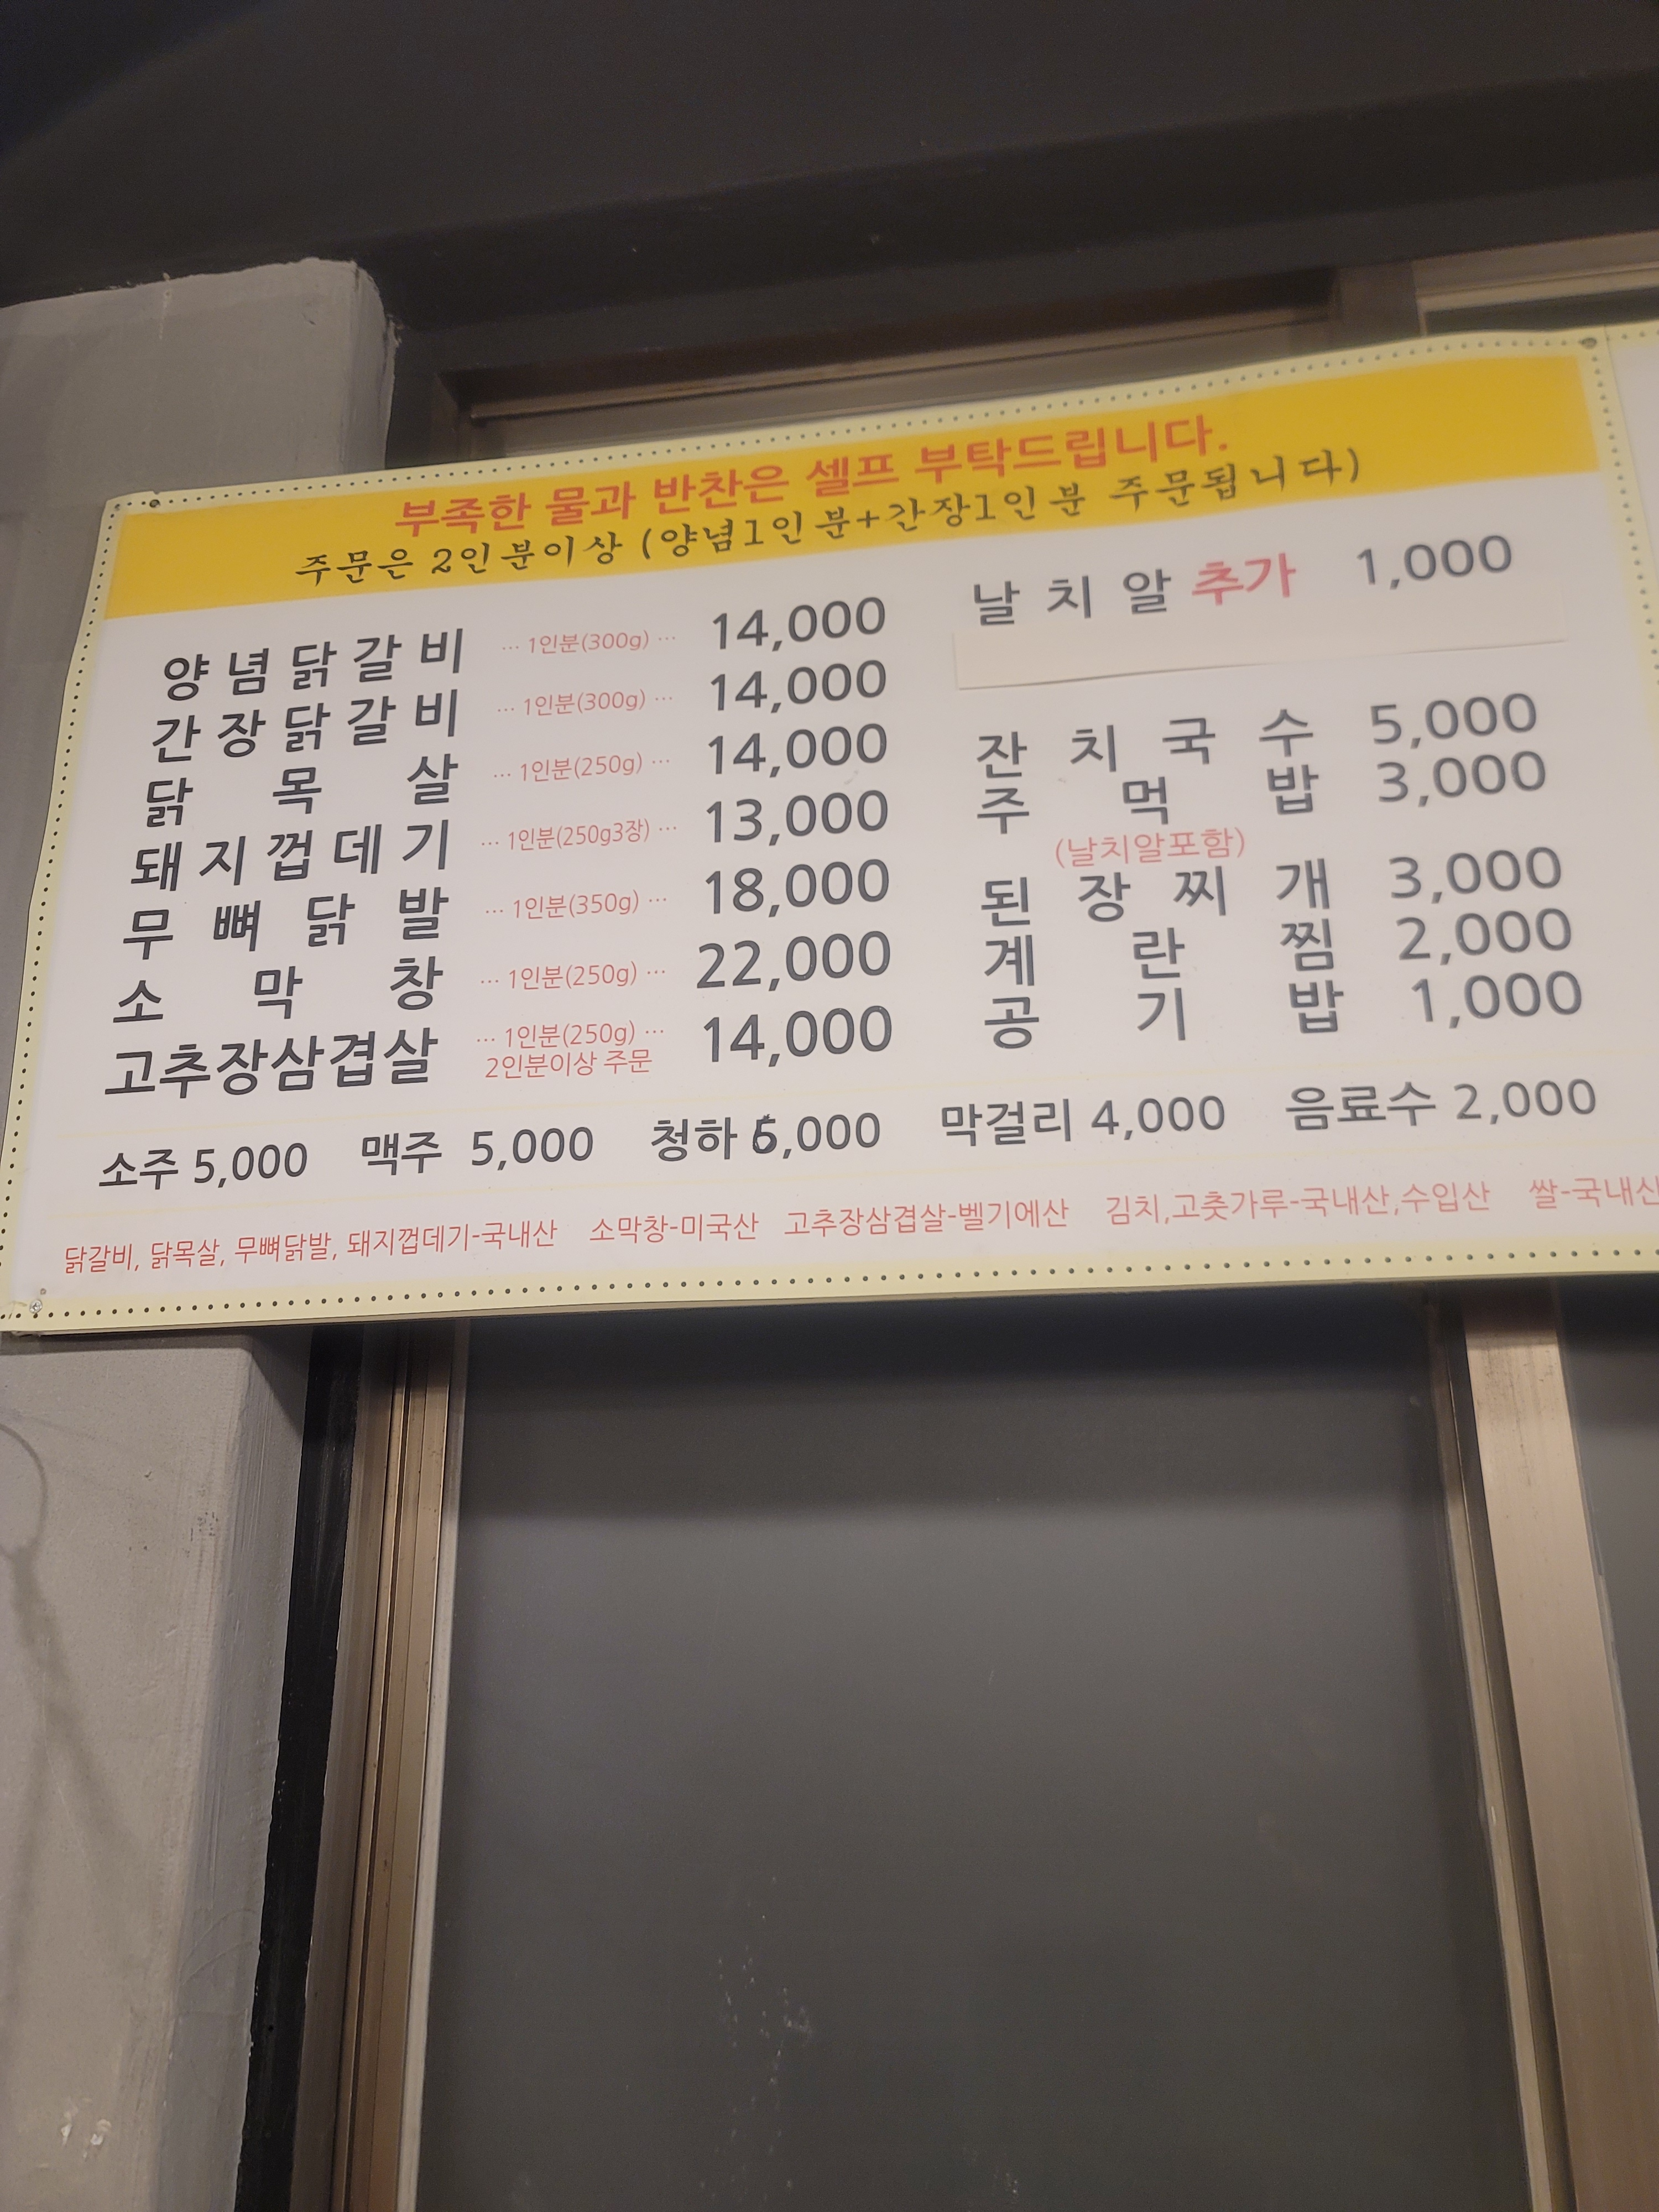 부족한 물과 반찬은 셀프 부탁드립니다.
주문은 2인분이상 (양념1인분+간장1인분 주문됩니다)
양념닭갈비 ··· 1인분(300g) ··· 14,000
간장닭갈비 ··· 1인분(300g) ··· 14,000
닭목살 ··· 1인분(250g) ··· 14,000
돼지껍데기 ··· 1인분(250g3장) ··· 13,000
무뼈닭발 ··· 1인분(350g) ··· 18,000
소막창 ··· 1인분(250g) ··· 22,000
고추장삼겹살 ··· 1인분(250g) ··· 14,000
2인분이상 주문
날치알 추가 1,000
잔치국수 5,000
주먹밥 3,000
(날치알포함)
된장찌개 3,000
계란찜 2,000
공기밥 1,000
소주 5,000 맥주 5,000 청하 6,000 막걸리 4,000 음료수 2,000
닭갈비, 닭목살, 무뼈닭발, 돼지껍데기-국내산 소막창-미국산 고추장삼겹살-벨기에산 김치,고춧가루-국내산,수입산 쌀-국내산